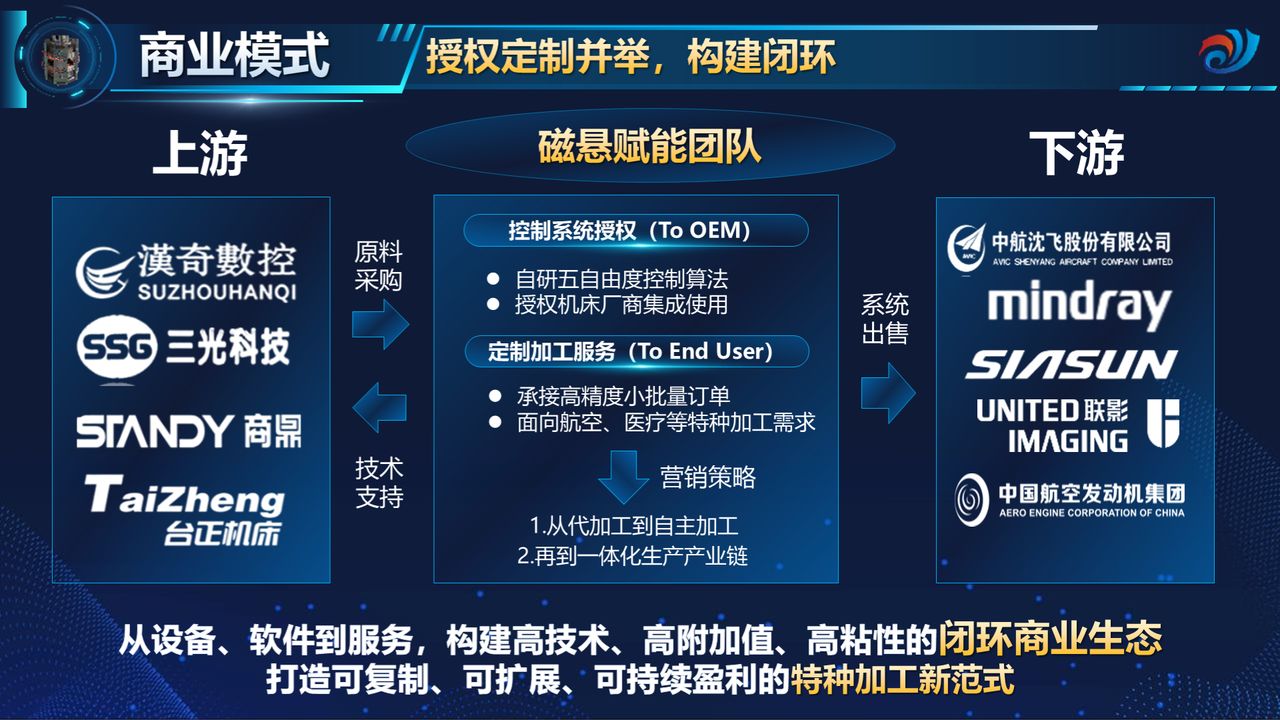 商业模式
授权定制并举，构建闭环
上游
磁悬赋能团队
下游
漢奇數控
SUZHOUHANQI
SSG 三光科技
STANDY 商鼎
TaiZheng
台正机床
原料
采购
技术
支持
控制系统授权（To OEM）
● 自研五自由度控制算法
● 授权机床厂商集成使用
定制加工服务（To End User）
● 承接高精度小批量订单
● 面向航空、医疗等特种加工需求
营销策略
1.从代加工到自主加工
2.再到一体化生产产业链
系统
出售
AVIC
中航沈飞股份有限公司
AVIC SHENYANG AIRCRAFT COMPANY LIMITED
mindray
SIASUN
UNITED 联影
IMAGING
中国航空发动机集团
AERO ENGINE CORPORATION OF CHINA
从设备、软件到服务，构建高技术、高附加值、高粘性的闭环商业生态
打造可复制、可扩展、可持续盈利的特种加工新范式